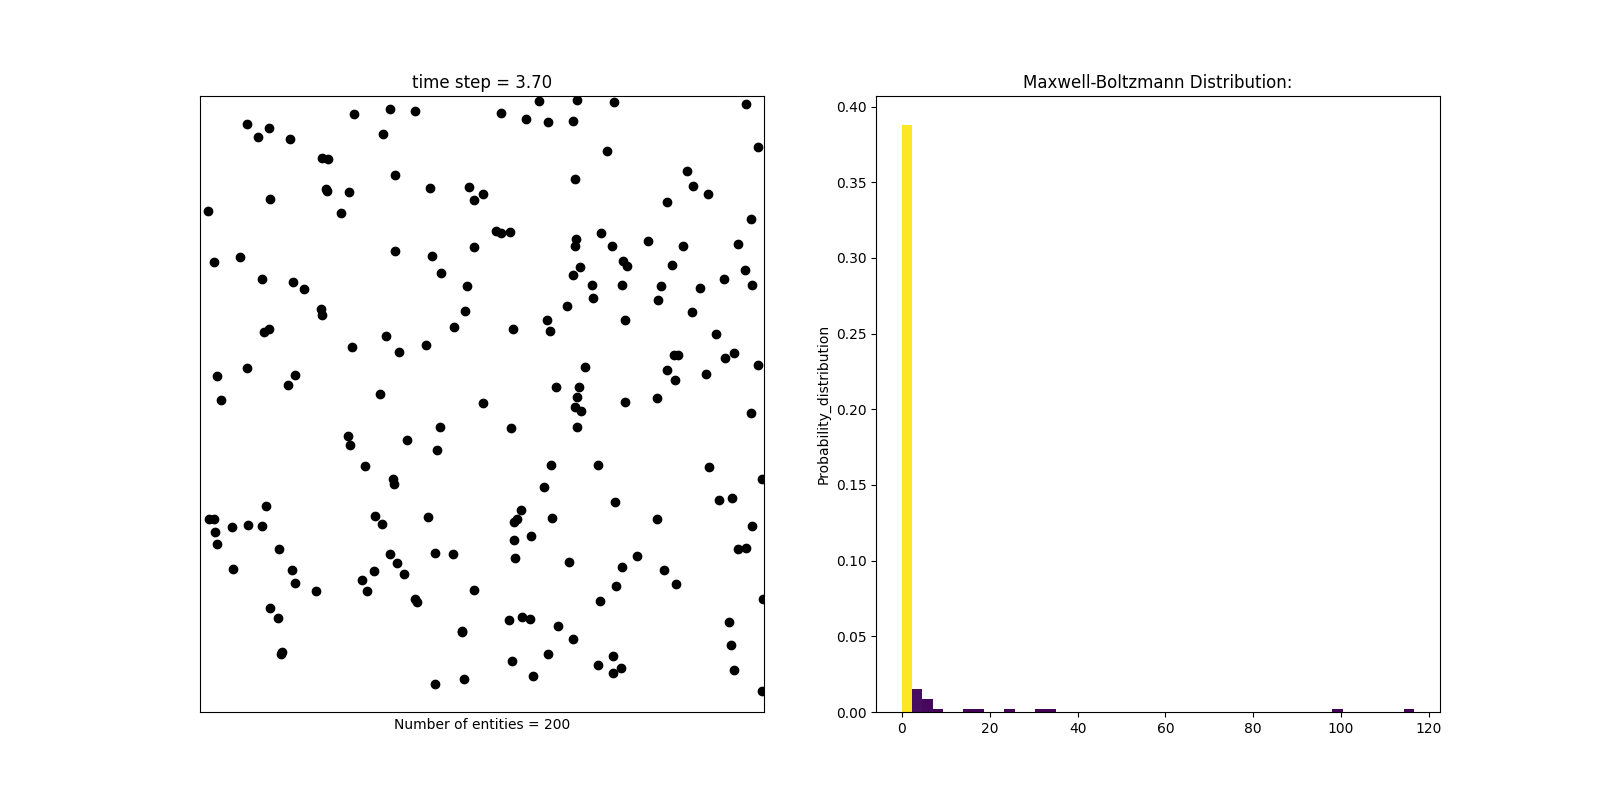 time step = 3.70
Number of entities = 200
Maxwell-Boltzmann Distribution:
Probability_distribution
0.40
0.35
0.30
0.25
0.20
0.15
0.10
0.05
0.00
0 20 40 60 80 100 120